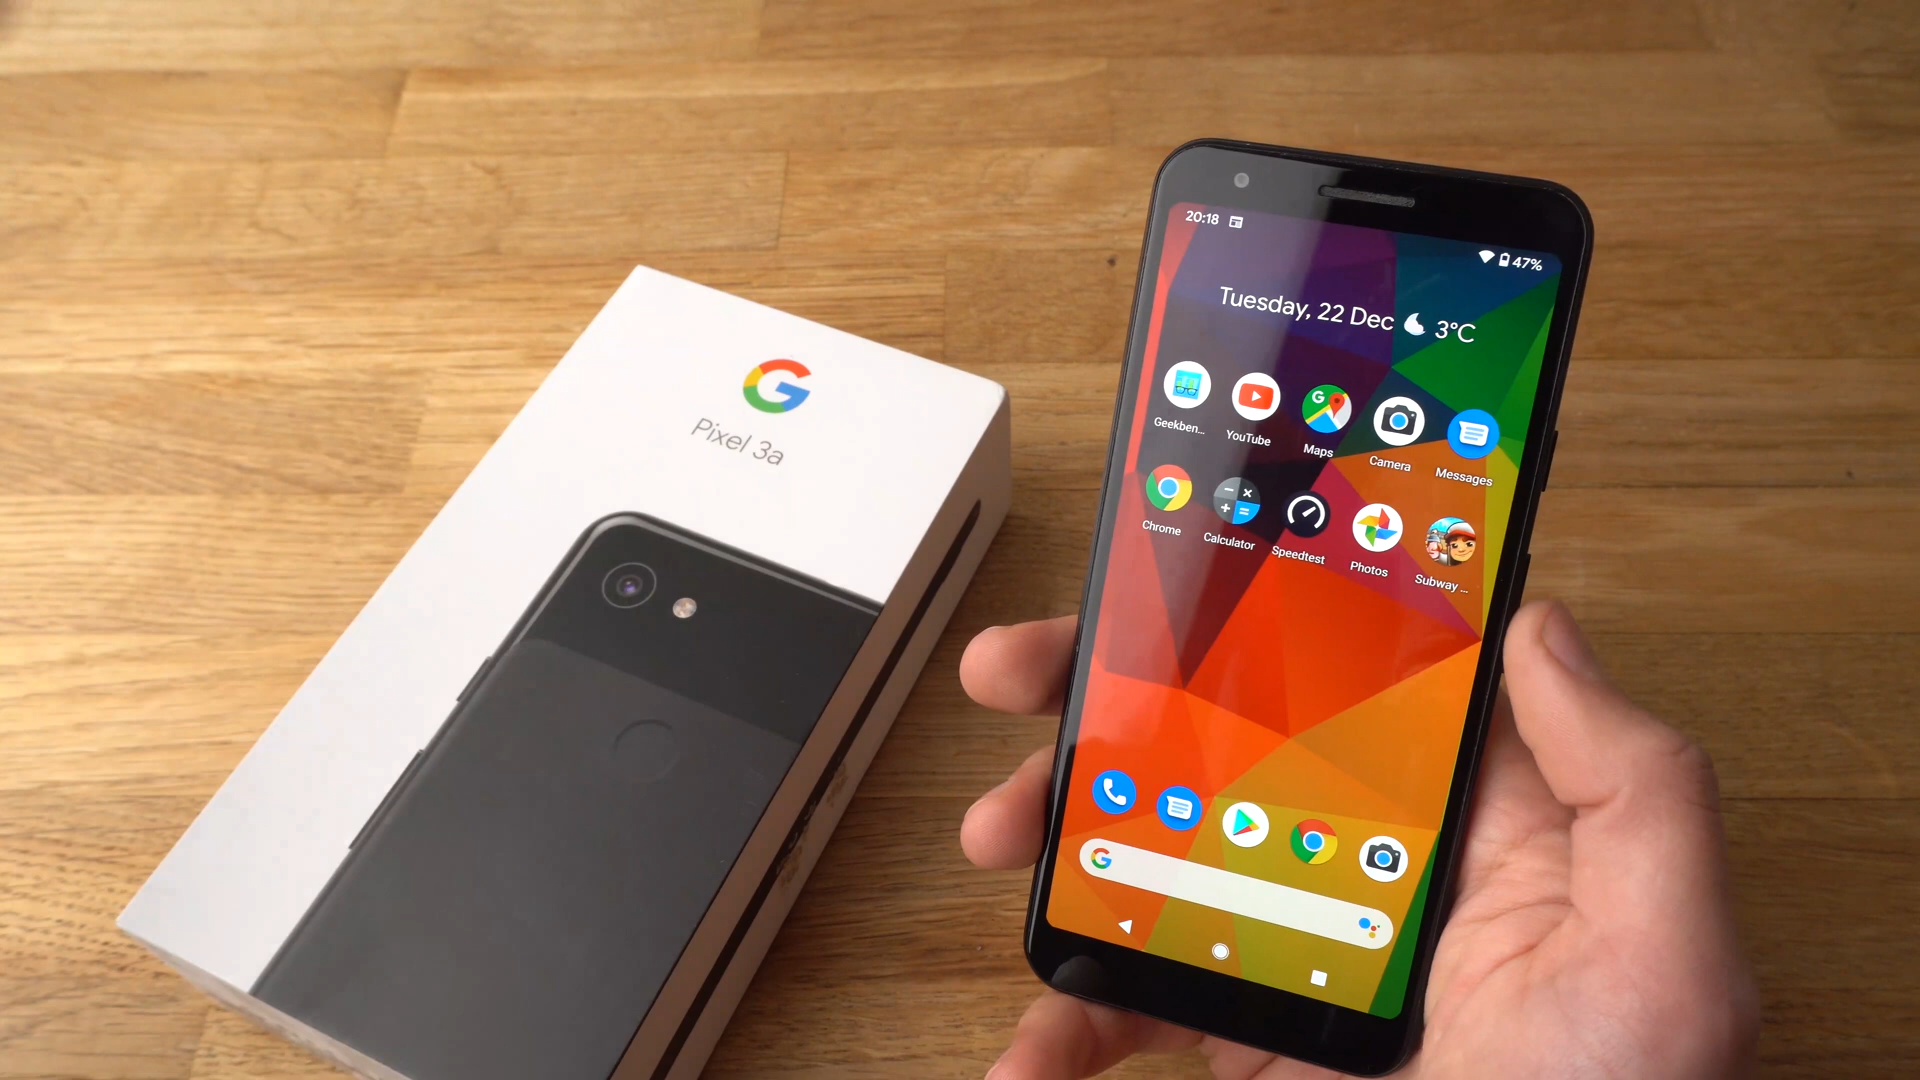 Pixel 3a
20:18
47%
Tuesday, 22 Dec 3°C
Geekben...
YouTube
Maps
Camera
Messages
Chrome
Calculator
Speedtest
Photos
Subway ...